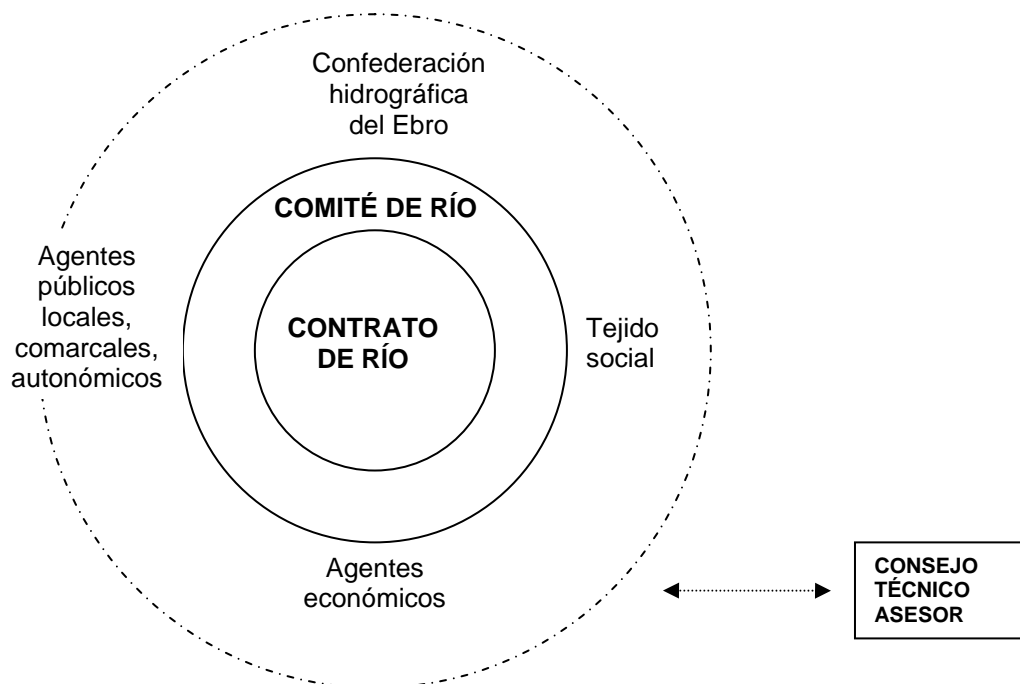 Confederación
hidrográfica
del Ebro
COMITÉ DE RÍO
Agentes
públicos
locales,
comarcales,
autonómicos
CONTRATO
DE RÍO
Tejido
social
Agentes
económicos
CONSEJO
TÉCNICO
ASESOR